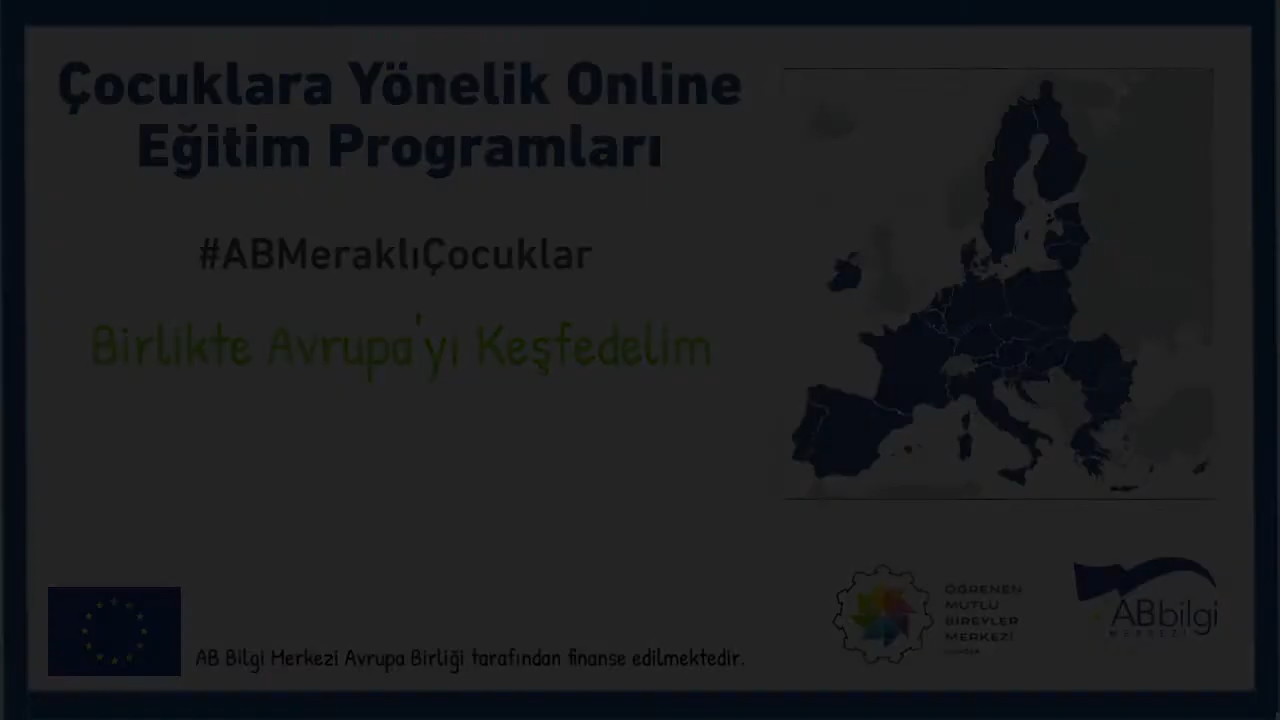 Çocuklara Yönelik Online
Eğitim Programları
#ABMeraklıÇocuklar
Birlikte Avrupa'yı Keşfedelim
AB Bilgi Merkezi Avrupa Birliği tarafından finanse edilmektedir.
ÖĞRENEN
MUTLU
BİREYLER
MERKEZİ
ABbilgi
MERKEZİ